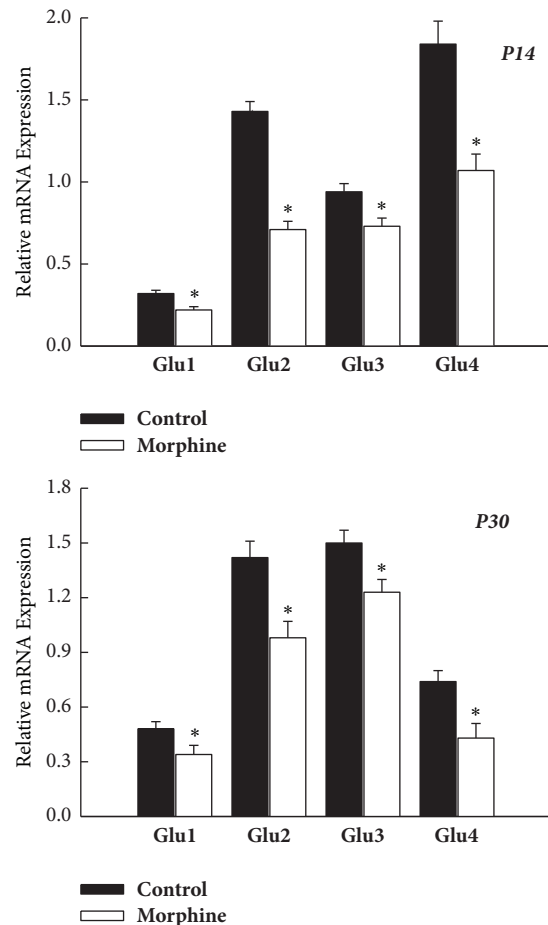 2.0
P14
1.5
1.0
0.5
0.0
Relative mRNA Expression
* * * *
Glu1 Glu2 Glu3 Glu4
Control
Morphine
1.8
P30
1.5
1.2
0.9
0.6
0.3
0.0
Relative mRNA Expression
* * * *
Glu1 Glu2 Glu3 Glu4
Control
Morphine